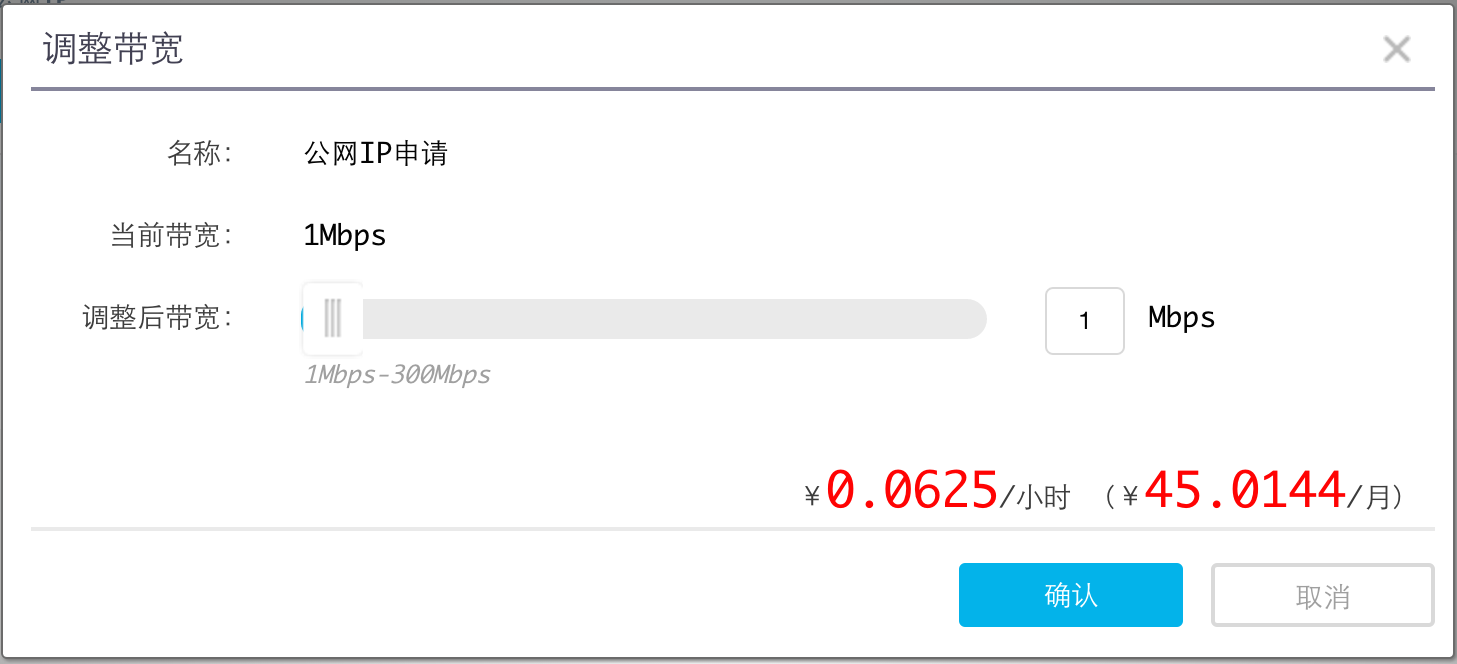 调整带宽
名称: 公网IP申请
当前带宽: 1Mbps
调整后带宽: 1 Mbps
1Mbps-300Mbps
¥0.0625/小时 (¥45.0144/月)
确认 取消